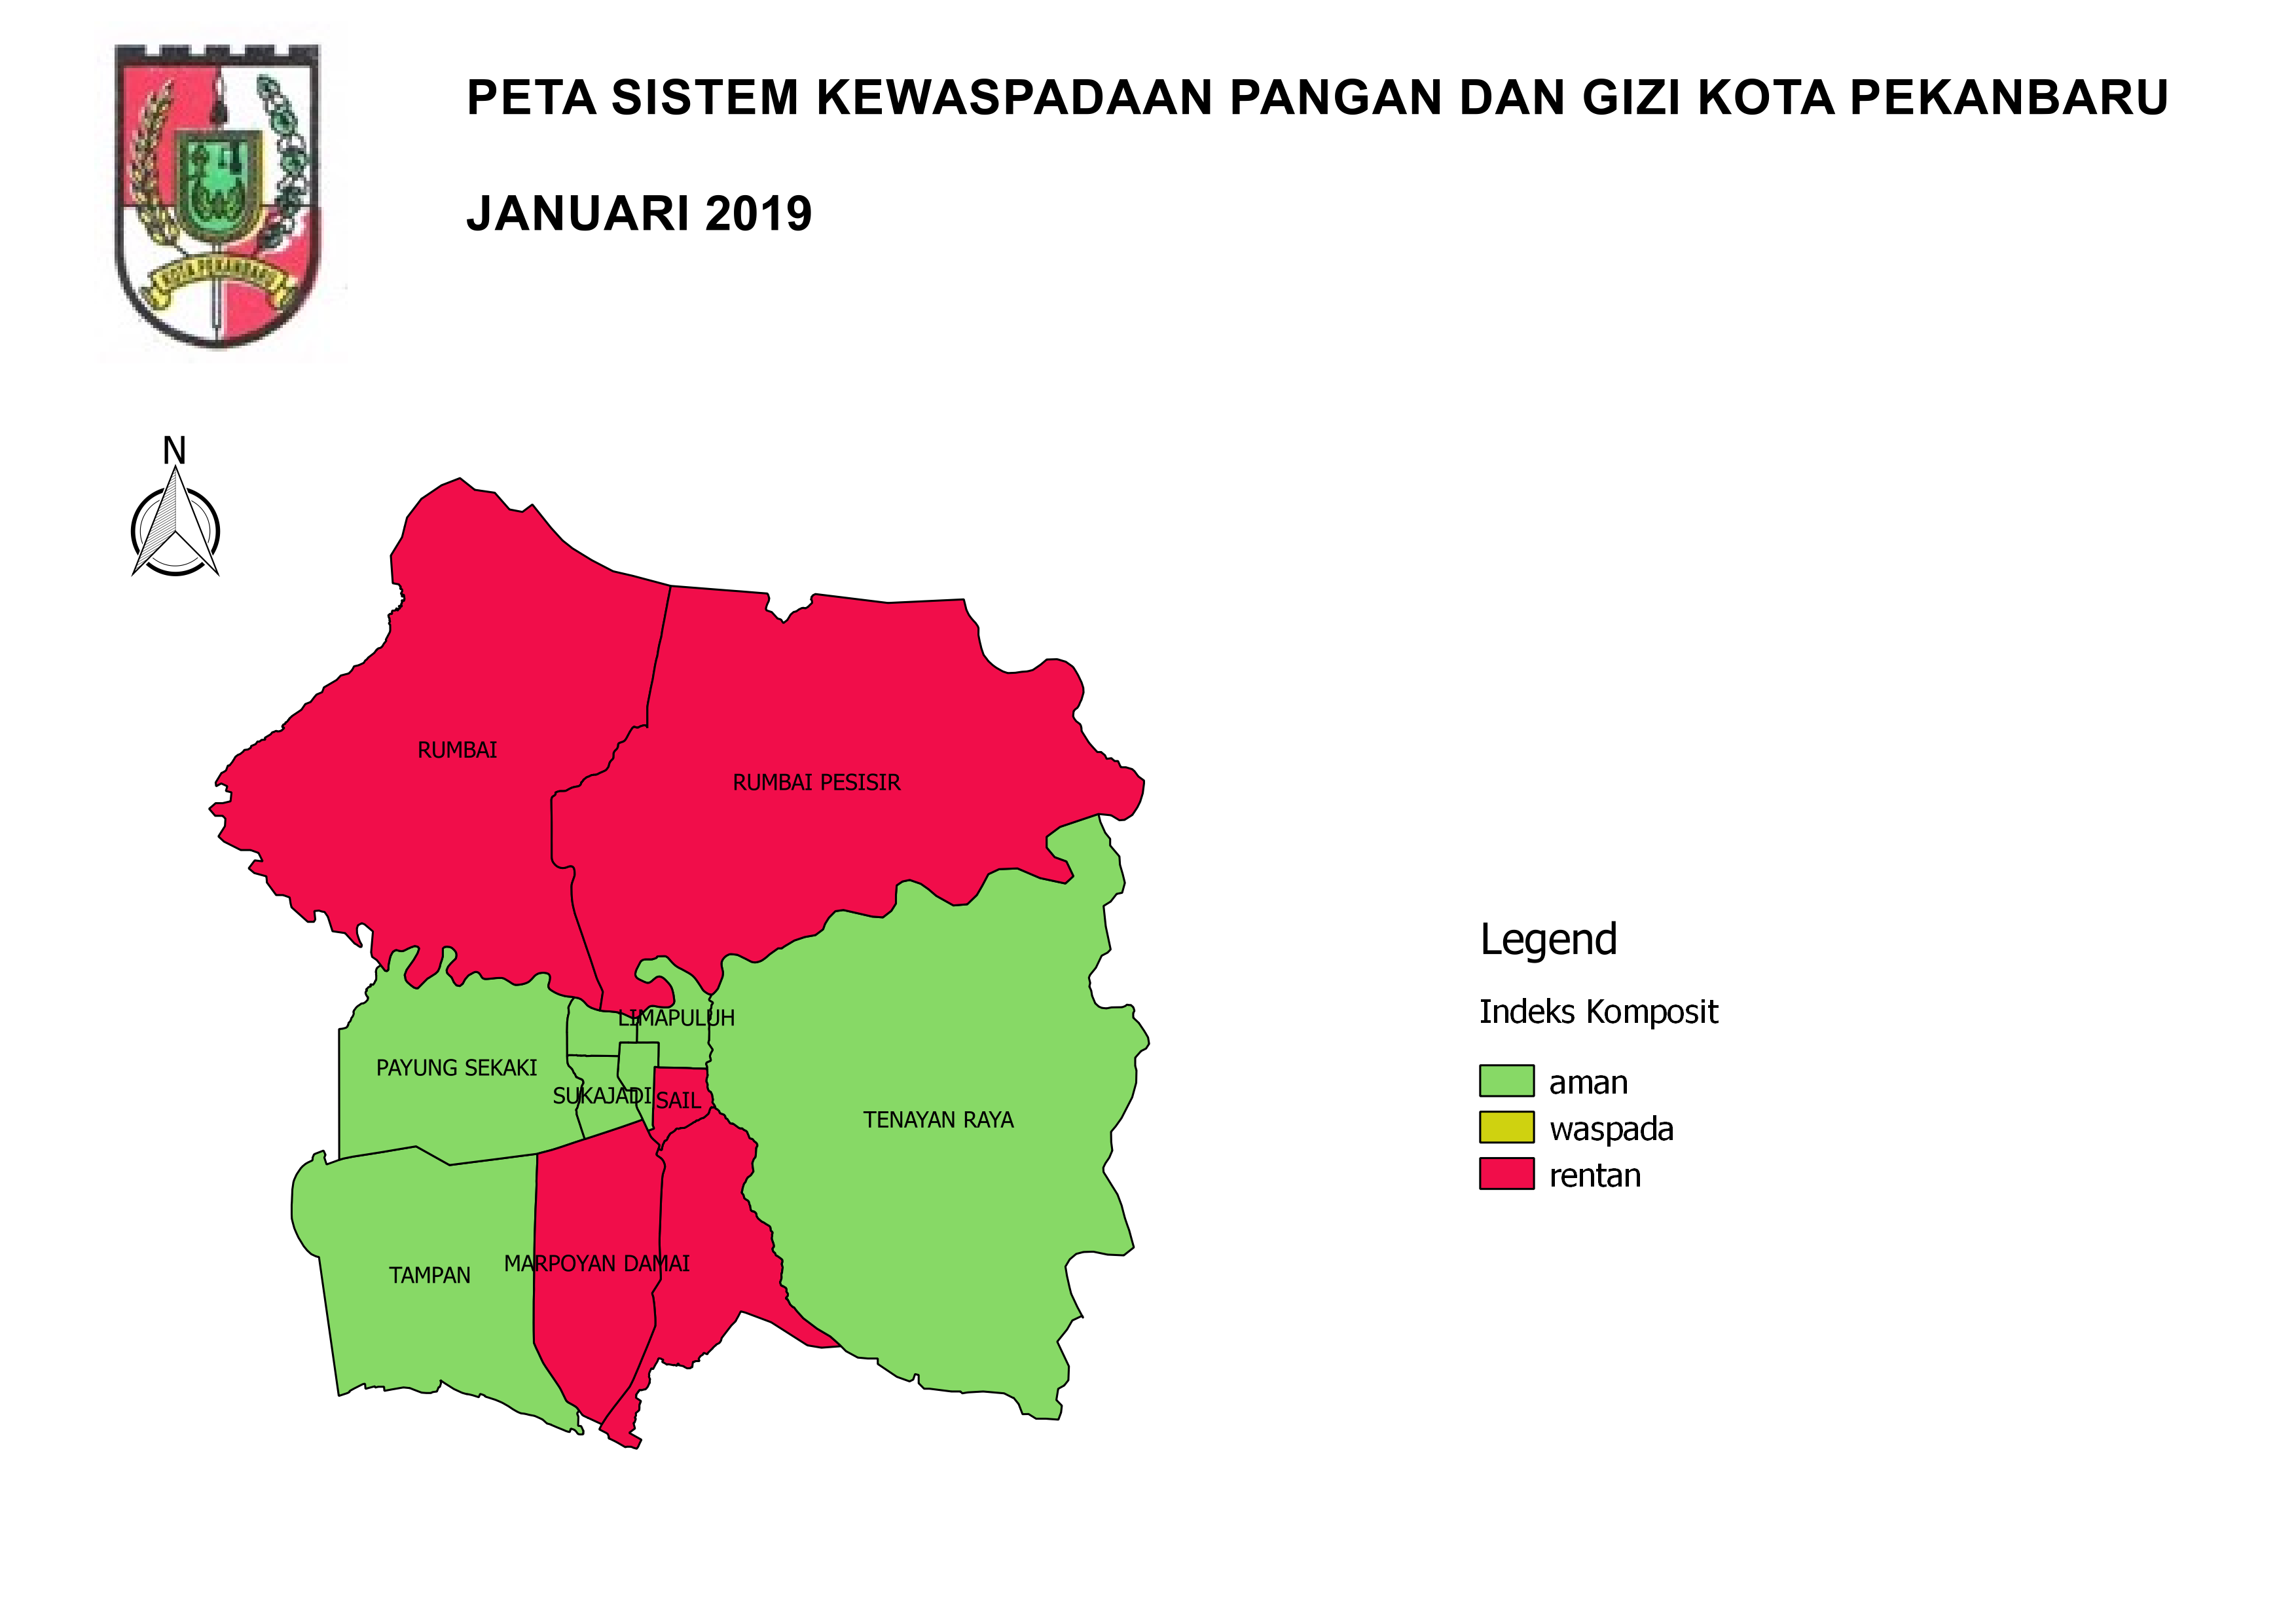 PETA SISTEM KEWASPADAAN PANGAN DAN GIZI KOTA PEKANBARU
JANUARI 2019
KOTA PEKANBARU
N
RUMBAI
RUMBAI PESISIR
LIMAPULUH
PAYUNG SEKAKI
SUKAJADI
SAIL
TENAYAN RAYA
MARPOYAN DAMAI
TAMPAN
Legend
Indeks Komposit
aman
waspada
rentan